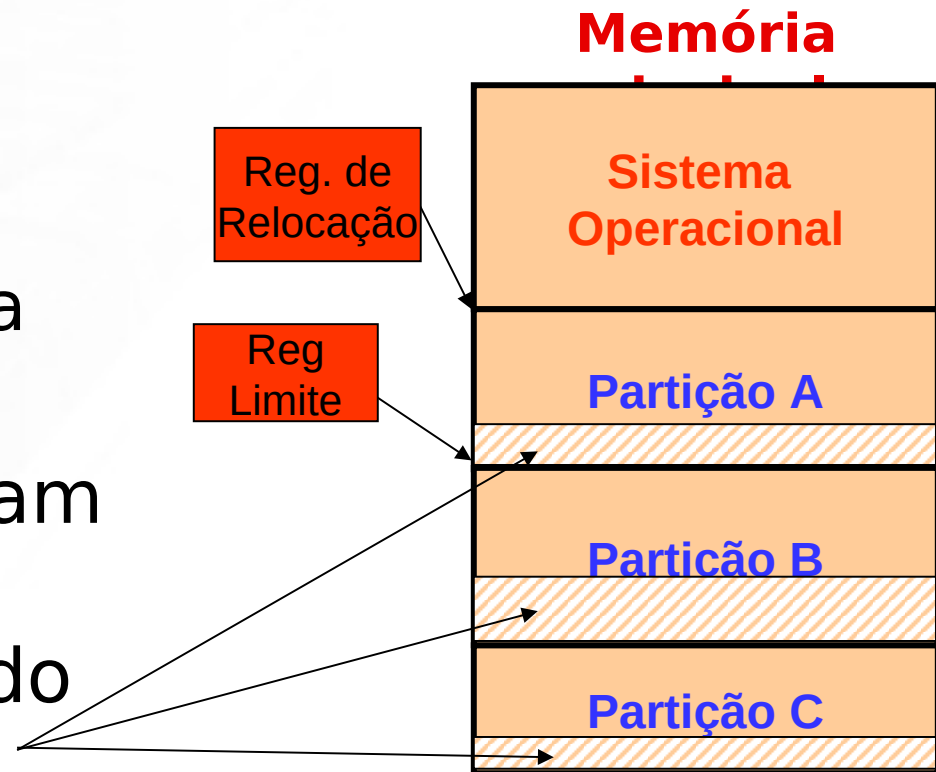 Memória
Sistema
Operacional
Reg. de
Relocação
a
Reg
Limite
Partição A
am
Partição B
do
Partição C